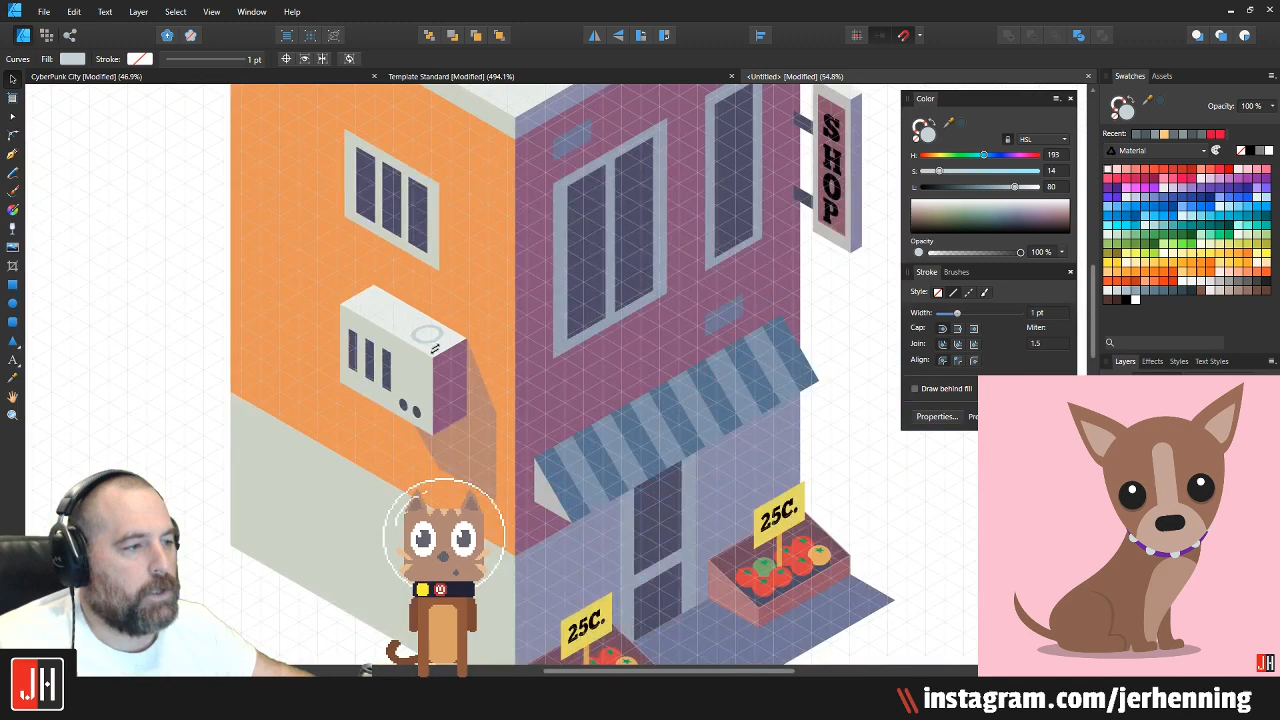 File Edit Text Layer Select View Window Help
Curves Fill: Stroke: 1 pt
CyberPunk City [Modified] (46.9%) Template Standard [Modified] (494.1%) <Untitled> [Modified] (54.8%)
Swatches Assets
Opacity: 100 %
Recent:
Material
Color
HSL
H: 193
S: 14
L: 80
Opacity
100 %
Stroke Brushes
Style:
Width: 1 pt
Cap: Miter:
Join: 1.5
Align:
Draw behind fill
Properties...
Layers Effects Styles Text Styles
SHOP
25C.
25C.
JH
JH
instagram.com/jerhenning